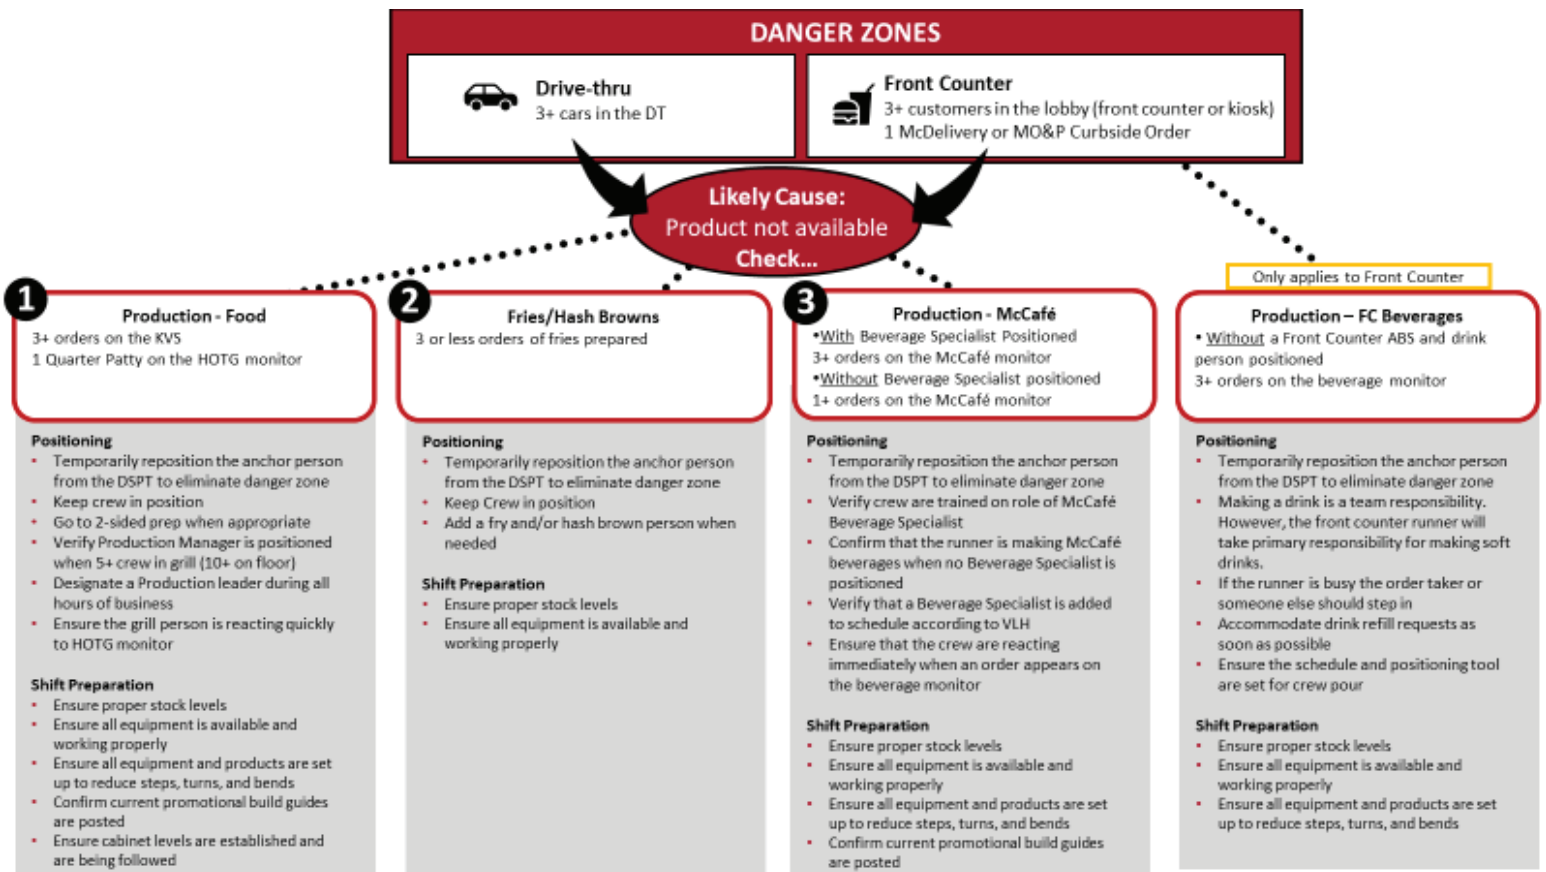 DANGER ZONES
Drive-thru
3+ cars in the DT
Front Counter
3+ customers in the lobby (front counter or kiosk)
1 McDelivery or MO&P Curbside Order
Likely Cause:
Product not available
Check...
Only applies to Front Counter
1
Production - Food
3+ orders on the KVS
1 Quarter Patty on the HOTG monitor
Positioning
• Temporarily reposition the anchor person
from the DSPT to eliminate danger zone
• Keep crew in position
• Go to 2-sided prep when appropriate
• Verify Production Manager is positioned
when 5+ crew in grill (10+ on floor)
• Designate a Production leader during all
hours of business
• Ensure the grill person is reacting quickly
to HOTG monitor
Shift Preparation
• Ensure proper stock levels
• Ensure all equipment is available and
working properly
• Ensure all equipment and products are set
up to reduce steps, turns, and bends
• Confirm current promotional build guides
are posted
• Ensure cabinet levels are established and
are being followed
2
Fries/Hash Browns
3 or less orders of fries prepared
Positioning
• Temporarily reposition the anchor person
from the DSPT to eliminate danger zone
• Keep Crew in position
• Add a fry and/or hash brown person when
needed
Shift Preparation
• Ensure proper stock levels
• Ensure all equipment is available and
working properly
3
Production - McCafé
•With Beverage Specialist Positioned
3+ orders on the McCafé monitor
•Without Beverage Specialist positioned
1+ orders on the McCafé monitor
Positioning
• Temporarily reposition the anchor person
from the DSPT to eliminate danger zone
• Verify crew are trained on role of McCafé
Beverage Specialist
• Confirm that the runner is making McCafé
beverages when no Beverage Specialist is
positioned
• Verify that a Beverage Specialist is added
to schedule according to VLH
• Ensure that the crew are reacting
immediately when an order appears on
the beverage monitor
Shift Preparation
• Ensure proper stock levels
• Ensure all equipment is available and
working properly
• Ensure all equipment and products are set
up to reduce steps, turns, and bends
• Confirm current promotional build guides
are posted
Production – FC Beverages
• Without a Front Counter ABS and drink
person positioned
3+ orders on the beverage monitor
Positioning
• Temporarily reposition the anchor person
from the DSPT to eliminate danger zone
• Making a drink is a team responsibility.
However, the front counter runner will
take primary responsibility for making soft
drinks.
• If the runner is busy the order taker or
someone else should step in
• Accommodate drink refill requests as
soon as possible
• Ensure the schedule and positioning tool
are set for crew pour
Shift Preparation
• Ensure proper stock levels
• Ensure all equipment is available and
working properly
• Ensure all equipment and products are set
up to reduce steps, turns, and bends